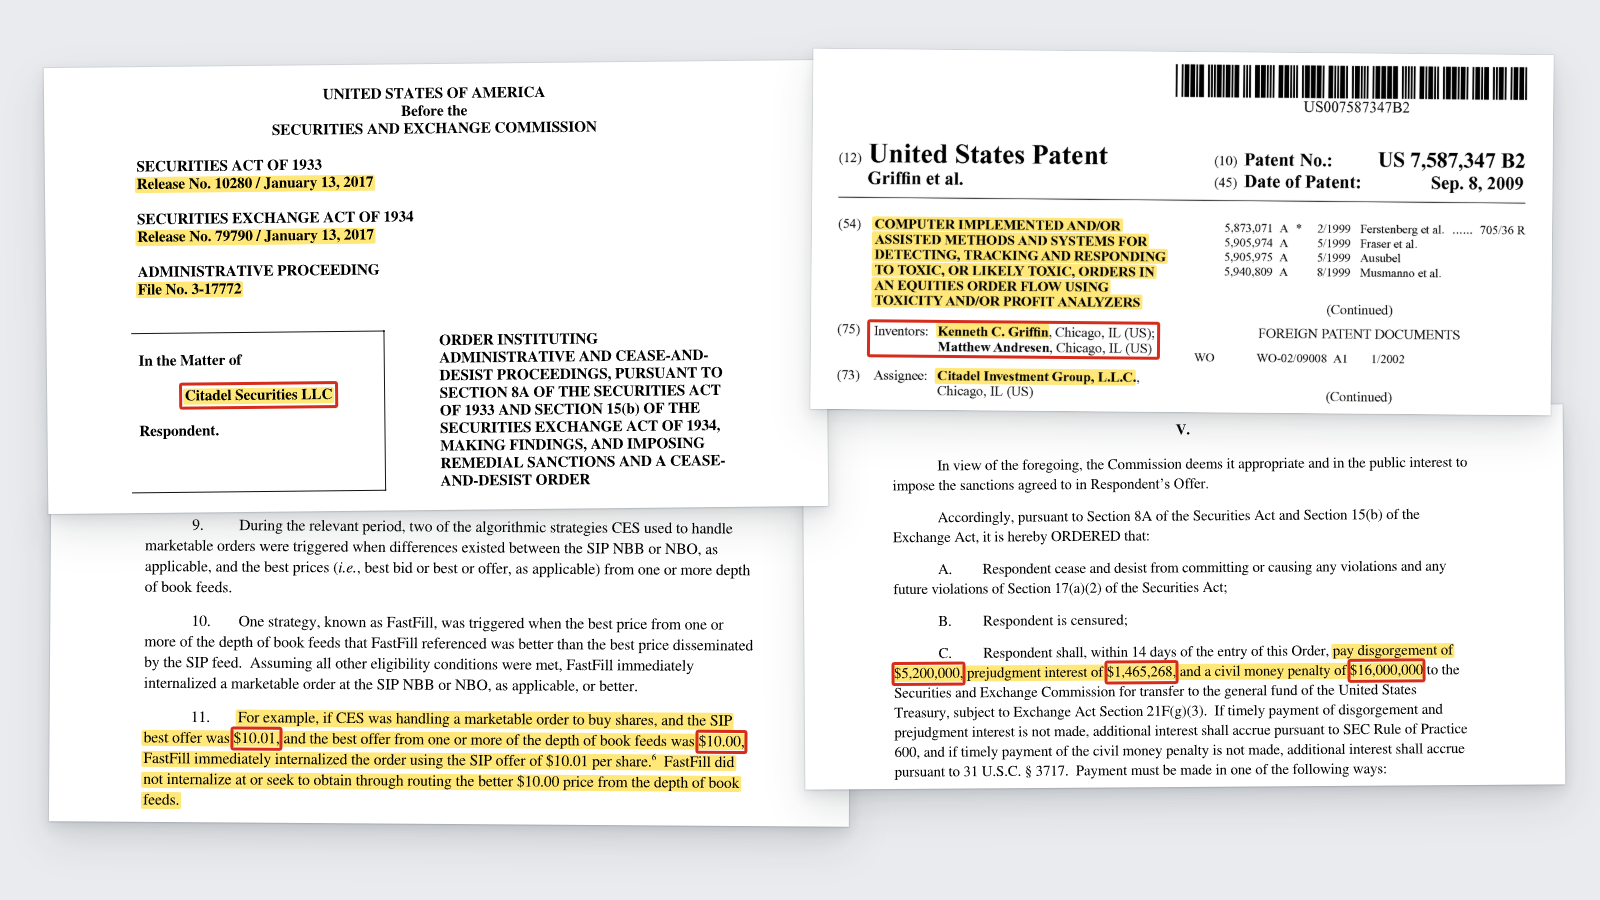 UNITED STATES OF AMERICA
Before the
SECURITIES AND EXCHANGE COMMISSION
SECURITIES ACT OF 1933
Release No. 10280 / January 13, 2017
SECURITIES EXCHANGE ACT OF 1934
Release No. 79790 / January 13, 2017
ADMINISTRATIVE PROCEEDING
File No. 3-17772
In the Matter of
Citadel Securities LLC
Respondent.
ORDER INSTITUTING
ADMINISTRATIVE AND CEASE-AND-
DESIST PROCEEDINGS, PURSUANT TO
SECTION 8A OF THE SECURITIES ACT
OF 1933 AND SECTION 15(b) OF THE
SECURITIES EXCHANGE ACT OF 1934,
MAKING FINDINGS, AND IMPOSING
REMEDIAL SANCTIONS AND A CEASE-
AND-DESIST ORDER
9. During the relevant period, two of the algorithmic strategies CES used to handle
marketable orders were triggered when differences existed between the SIP NBB or NBO, as
applicable, and the best prices (i.e., best bid or best or offer, as applicable) from one or more depth
of book feeds.
10. One strategy, known as FastFill, was triggered when the best price from one or
more of the depth of book feeds that FastFill referenced was better than the best price disseminated
by the SIP feed. Assuming all other eligibility conditions were met, FastFill immediately
internalized a marketable order at the SIP NBB or NBO, as applicable, or better.
11. For example, if CES was handling a marketable order to buy shares, and the SIP
best offer was $10.01, and the best offer from one or more of the depth of book feeds was $10.00,
FastFill immediately internalized the order using the SIP offer of $10.01 per share.6 FastFill did
not internalize at or seek to obtain through routing the better $10.00 price from the depth of book
feeds.
US007587347B2
(12) United States Patent
Griffin et al.
(10) Patent No.: US 7,587,347 B2
(45) Date of Patent: Sep. 8, 2009
(54) COMPUTER IMPLEMENTED AND/OR
ASSISTED METHODS AND SYSTEMS FOR
DETECTING, TRACKING AND RESPONDING
TO TOXIC, OR LIKELY TOXIC, ORDERS IN
AN EQUITIES ORDER FLOW USING
TOXICITY AND/OR PROFIT ANALYZERS
(75) Inventors: Kenneth C. Griffin, Chicago, IL (US);
Matthew Andresen, Chicago, IL (US)
(73) Assignee: Citadel Investment Group, L.L.C.,
Chicago, IL (US)
5,873,071 A * 2/1999 Ferstenberg et al. ...... 705/36 R
5,905,974 A 5/1999 Fraser et al.
5,905,975 A 5/1999 Ausubel
5,940,809 A 8/1999 Musmanno et al.
(Continued)
FOREIGN PATENT DOCUMENTS
WO WO-02/09008 A1 1/2002
(Continued)
V.
In view of the foregoing, the Commission deems it appropriate and in the public interest to
impose the sanctions agreed to in Respondent's Offer.
Accordingly, pursuant to Section 8A of the Securities Act and Section 15(b) of the
Exchange Act, it is hereby ORDERED that:
A. Respondent cease and desist from committing or causing any violations and any
future violations of Section 17(a)(2) of the Securities Act;
B. Respondent is censured;
C. Respondent shall, within 14 days of the entry of this Order, pay disgorgement of
$5,200,000, prejudgment interest of $1,465,268, and a civil money penalty of $16,000,000 to the
Securities and Exchange Commission for transfer to the general fund of the United States
Treasury, subject to Exchange Act Section 21F(g)(3). If timely payment of disgorgement and
prejudgment interest is not made, additional interest shall accrue pursuant to SEC Rule of Practice
600, and if timely payment of the civil money penalty is not made, additional interest shall accrue
pursuant to 31 U.S.C. § 3717. Payment must be made in one of the following ways: